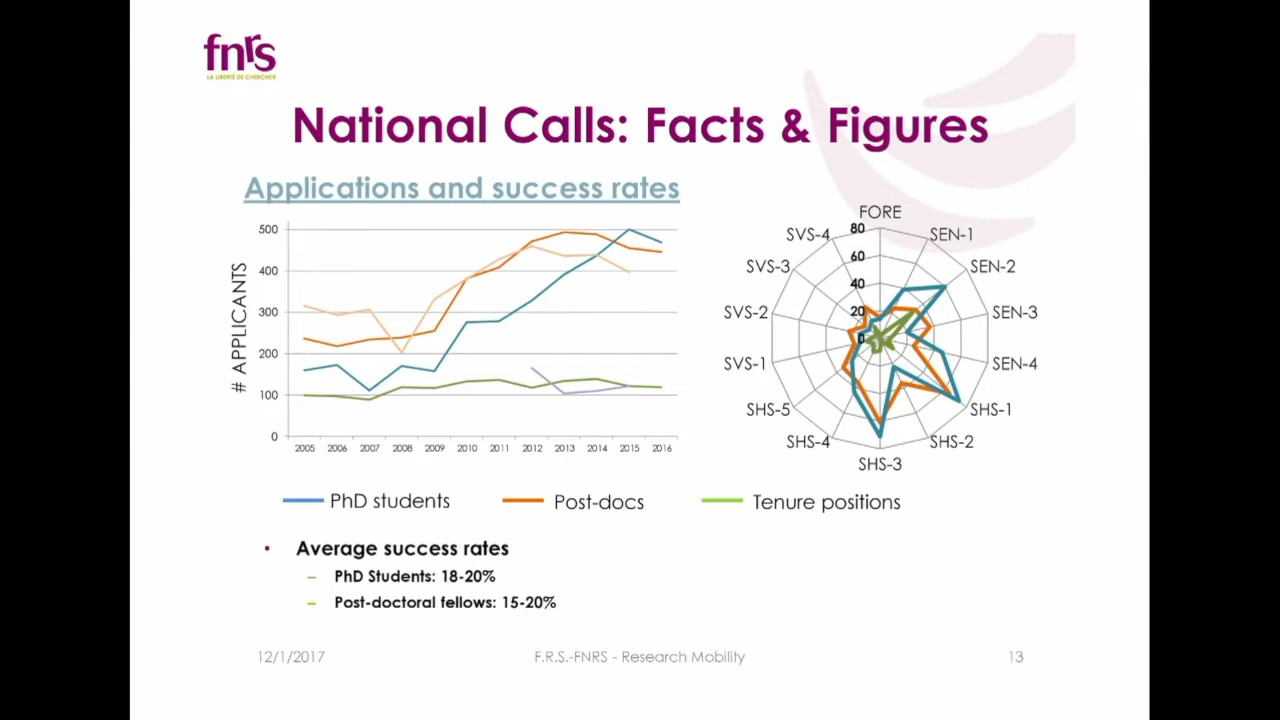 fnrs
LA LIBERTÉ DE CHERCHER
National Calls: Facts & Figures
Applications and success rates
# APPLICANTS
500
400
300
200
100
0
2005 2006 2007 2008 2009 2010 2011 2012 2013 2014 2015 2016
FORE
SEN-1
SEN-2
SEN-3
SEN-4
SHS-1
SHS-2
SHS-3
SHS-4
SHS-5
SVS-1
SVS-2
SVS-3
SVS-4
80
60
40
20
0
PhD students Post-docs Tenure positions
• Average success rates
– PhD Students: 18-20%
– Post-doctoral fellows: 15-20%
12/1/2017 F.R.S.-FNRS - Research Mobility 13